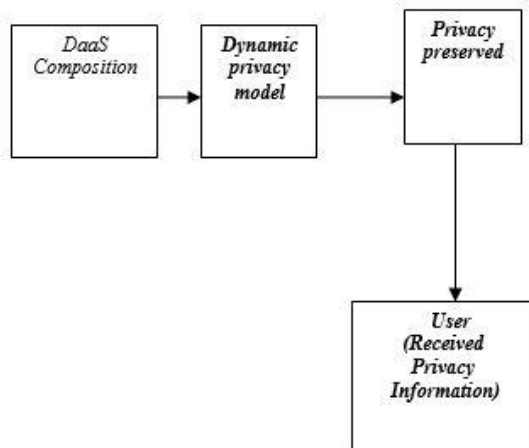 DaaS
Composition
Dynamic
privacy
model
Privacy
preserved
User
(Received
Privacy
Information)